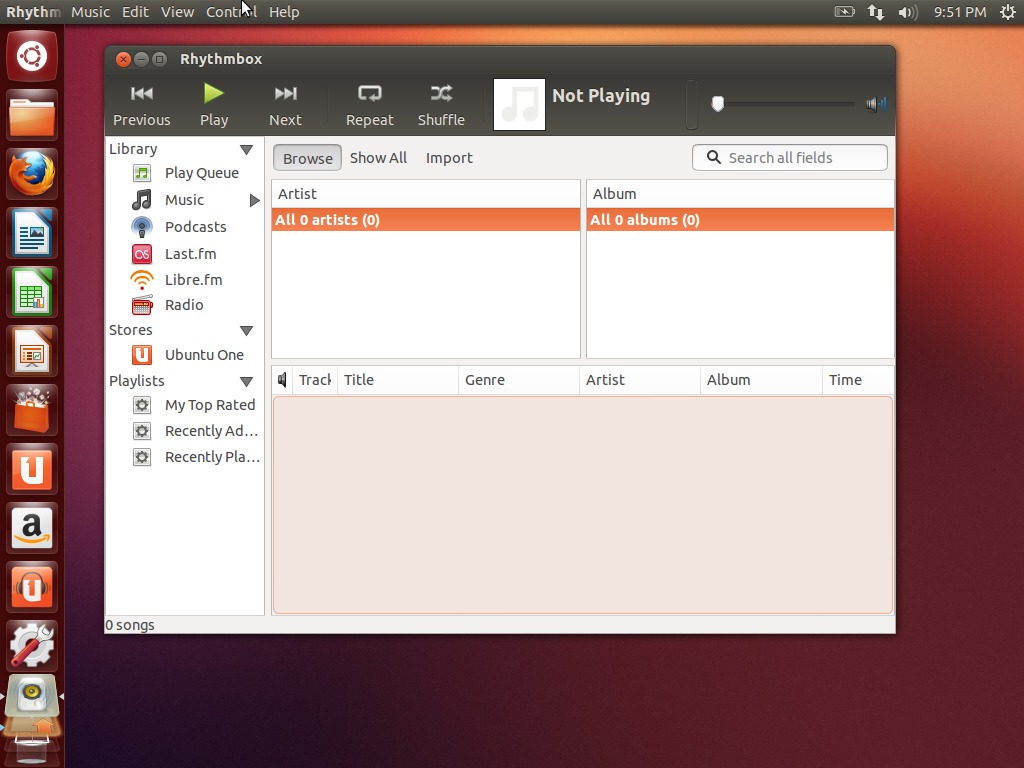 Rhythm Music Edit View Control Help 9:51 PM
Rhythmbox
Previous Play Next Repeat Shuffle Not Playing
Library
Play Queue
Music
Podcasts
Last.fm
Libre.fm
Radio
Stores
Ubuntu One
Playlists
My Top Rated
Recently Ad...
Recently Pla...
Browse Show All Import Search all fields
Artist Album
All 0 artists (0) All 0 albums (0)
Track Title Genre Artist Album Time
0 songs